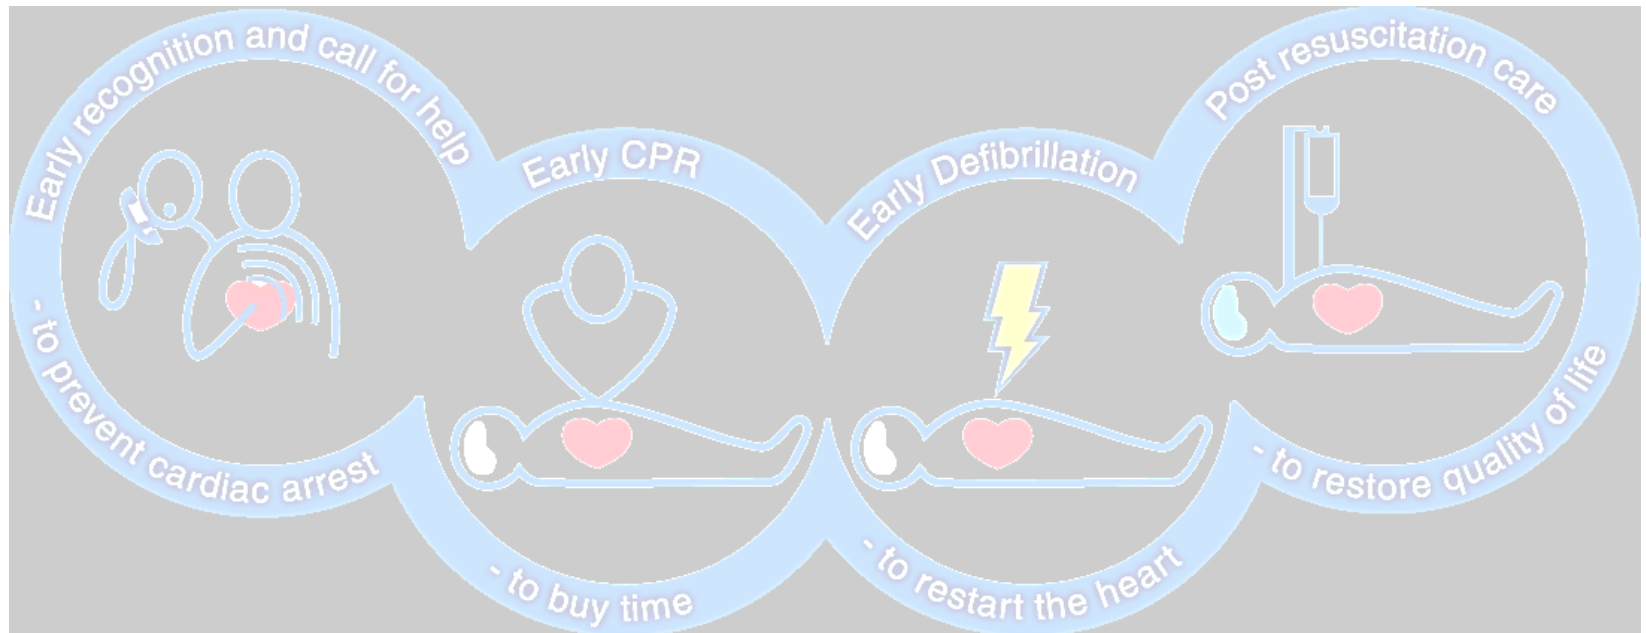 Early recognition and call for help
- to prevent cardiac arrest
Early CPR
- to buy time
Early Defibrillation
- to restart the heart
Post resuscitation care
- to restore quality of life